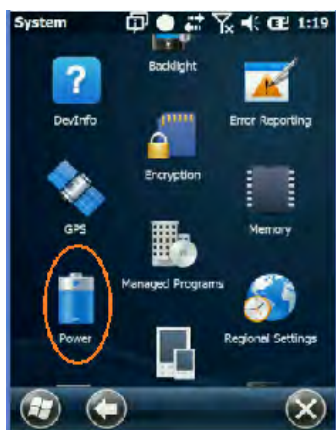 System 1:19
Backlight
DevInfo
Error Reporting
Encryption
GPS
Memory
Managed Programs
Power
Regional Settings